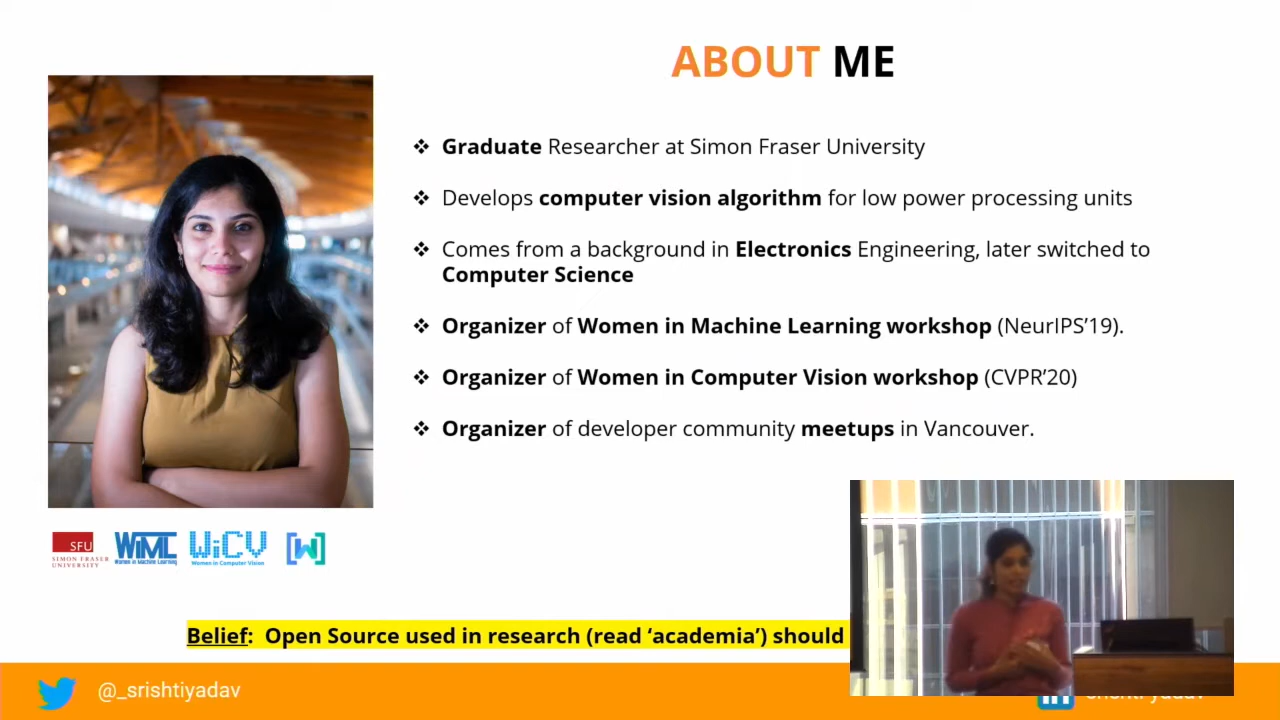 ABOUT ME
❖ Graduate Researcher at Simon Fraser University
❖ Develops computer vision algorithm for low power processing units
❖ Comes from a background in Electronics Engineering, later switched to
Computer Science
❖ Organizer of Women in Machine Learning workshop (NeurIPS’19).
❖ Organizer of Women in Computer Vision workshop (CVPR’20)
❖ Organizer of developer community meetups in Vancouver.
SFU
SIMON FRASER
UNIVERSITY
WiML
Women in Machine Learning
WiCV
Women in Computer Vision
[W]
Belief: Open Source used in research (read ‘academia’) should
@_srishtiyadav